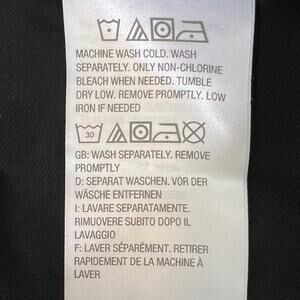 MACHINE WASH COLD. WASH
SEPARATELY. ONLY NON-CHLORINE
BLEACH WHEN NEEDED. TUMBLE
DRY LOW. REMOVE PROMPTLY. LOW
IRON IF NEEDED
30
GB: WASH SEPARATELY. REMOVE
PROMPTLY
D: SEPARAT WASCHEN. VOR DER
WÄSCHE ENTFERNEN
I: LAVARE SEPARATAMENTE.
RIMUOVERE SUBITO DOPO IL
LAVAGGIO
F: LAVER SÉPARÉMENT. RETIRER
RAPIDEMENT DE LA MACHINE À
LAVER